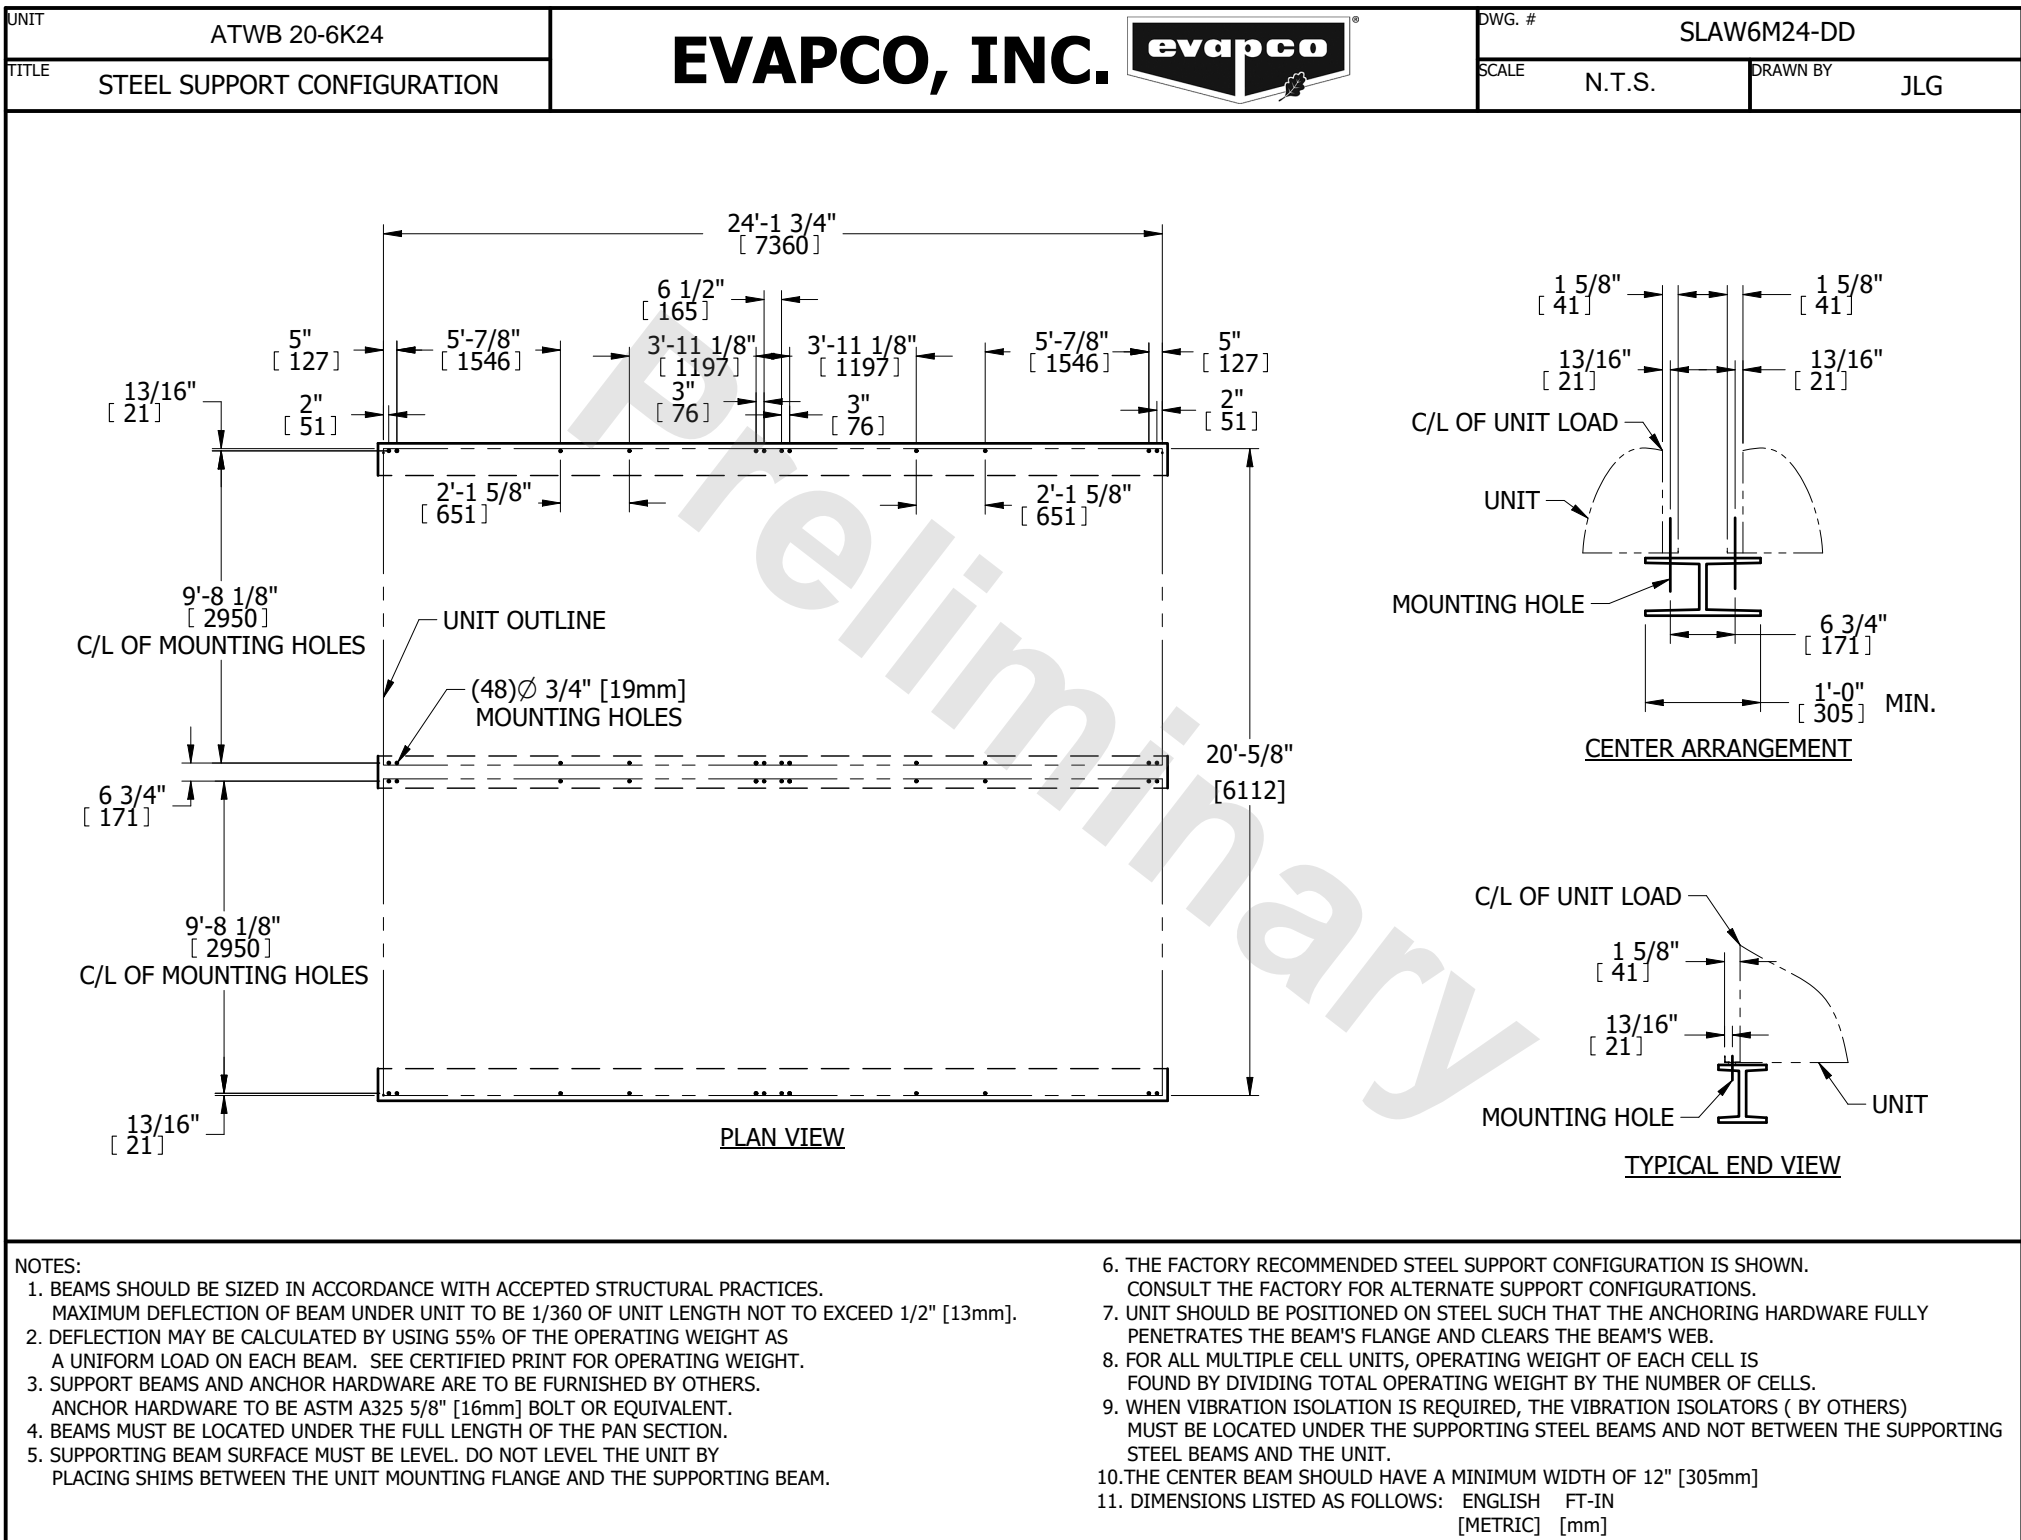 UNIT
ATWB 20-6K24
TITLE
STEEL SUPPORT CONFIGURATION
EVAPCO, INC.
evapco
®
DWG. #
SLAW6M24-DD
SCALE
N.T.S.
DRAWN BY
JLG
24'-1 3/4"
[ 7360 ]
6 1/2"
[ 165 ]
5"
[ 127 ]
5'-7/8"
[ 1546 ]
3'-11 1/8"
[ 1197 ]
3'-11 1/8"
[ 1197 ]
5'-7/8"
[ 1546 ]
5"
[ 127 ]
13/16"
[ 21 ]
2"
[ 51 ]
3"
[ 76 ]
3"
[ 76 ]
2"
[ 51 ]
2'-1 5/8"
[ 651 ]
2'-1 5/8"
[ 651 ]
9'-8 1/8"
[ 2950 ]
C/L OF MOUNTING HOLES
UNIT OUTLINE
(48)Ø 3/4" [19mm]
MOUNTING HOLES
6 3/4"
[ 171 ]
20'-5/8"
[6112]
9'-8 1/8"
[ 2950 ]
C/L OF MOUNTING HOLES
13/16"
[ 21 ]
PLAN VIEW
Preliminary
1 5/8"
[ 41 ]
1 5/8"
[ 41 ]
13/16"
[ 21 ]
13/16"
[ 21 ]
C/L OF UNIT LOAD
UNIT
MOUNTING HOLE
6 3/4"
[ 171 ]
1'-0"
[ 305 ] MIN.
CENTER ARRANGEMENT
C/L OF UNIT LOAD
1 5/8"
[ 41 ]
13/16"
[ 21 ]
MOUNTING HOLE
UNIT
TYPICAL END VIEW
NOTES:
1. BEAMS SHOULD BE SIZED IN ACCORDANCE WITH ACCEPTED STRUCTURAL PRACTICES.
MAXIMUM DEFLECTION OF BEAM UNDER UNIT TO BE 1/360 OF UNIT LENGTH NOT TO EXCEED 1/2" [13mm].
2. DEFLECTION MAY BE CALCULATED BY USING 55% OF THE OPERATING WEIGHT AS
A UNIFORM LOAD ON EACH BEAM. SEE CERTIFIED PRINT FOR OPERATING WEIGHT.
3. SUPPORT BEAMS AND ANCHOR HARDWARE ARE TO BE FURNISHED BY OTHERS.
ANCHOR HARDWARE TO BE ASTM A325 5/8" [16mm] BOLT OR EQUIVALENT.
4. BEAMS MUST BE LOCATED UNDER THE FULL LENGTH OF THE PAN SECTION.
5. SUPPORTING BEAM SURFACE MUST BE LEVEL. DO NOT LEVEL THE UNIT BY
PLACING SHIMS BETWEEN THE UNIT MOUNTING FLANGE AND THE SUPPORTING BEAM.
6. THE FACTORY RECOMMENDED STEEL SUPPORT CONFIGURATION IS SHOWN.
CONSULT THE FACTORY FOR ALTERNATE SUPPORT CONFIGURATIONS.
7. UNIT SHOULD BE POSITIONED ON STEEL SUCH THAT THE ANCHORING HARDWARE FULLY
PENETRATES THE BEAM'S FLANGE AND CLEARS THE BEAM'S WEB.
8. FOR ALL MULTIPLE CELL UNITS, OPERATING WEIGHT OF EACH CELL IS
FOUND BY DIVIDING TOTAL OPERATING WEIGHT BY THE NUMBER OF CELLS.
9. WHEN VIBRATION ISOLATION IS REQUIRED, THE VIBRATION ISOLATORS ( BY OTHERS)
MUST BE LOCATED UNDER THE SUPPORTING STEEL BEAMS AND NOT BETWEEN THE SUPPORTING
STEEL BEAMS AND THE UNIT.
10.THE CENTER BEAM SHOULD HAVE A MINIMUM WIDTH OF 12" [305mm]
11. DIMENSIONS LISTED AS FOLLOWS: ENGLISH FT-IN
[METRIC] [mm]